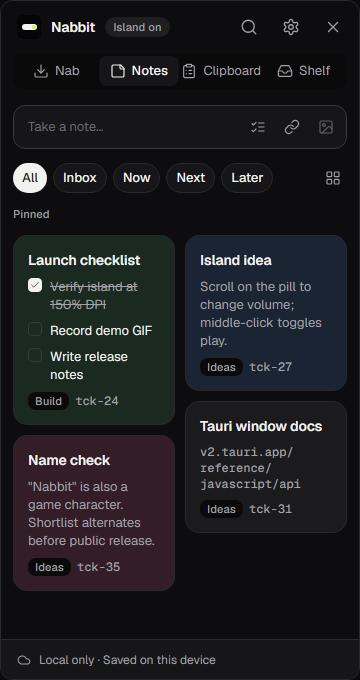 Nabbit
Island on
Nab
Notes
Clipboard
Shelf
Take a note...
All
Inbox
Now
Next
Later
Pinned
Launch checklist
Verify island at
150% DPI
Record demo GIF
Write release
notes
Build tck-24
Name check
"Nabbit" is also a
game character.
Shortlist alternates
before public release.
Ideas tck-35
Island idea
Scroll on the pill to
change volume;
middle-click toggles
play.
Ideas tck-27
Tauri window docs
v2.tauri.app/
reference/
javascript/api
Ideas tck-31
Local only · Saved on this device